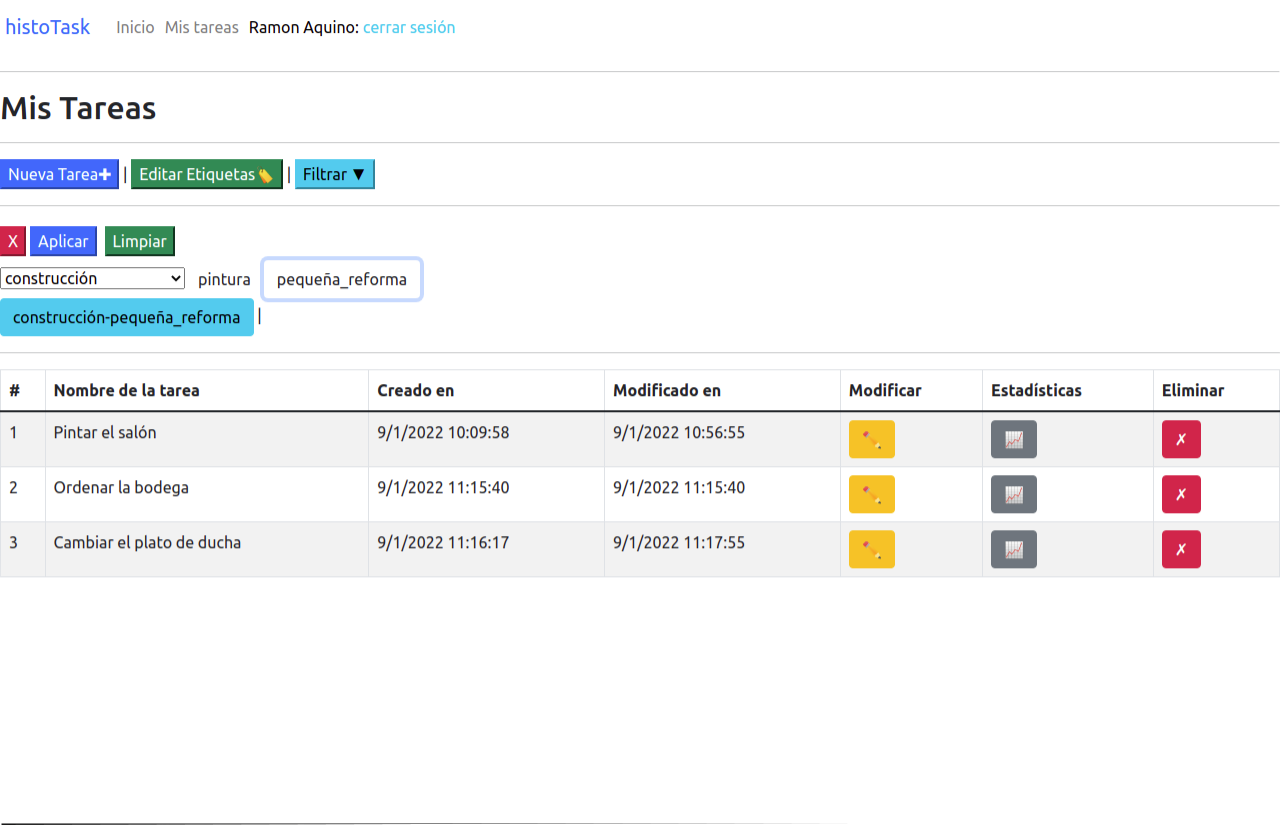 histoTask Inicio Mis tareas Ramon Aquino: cerrar sesión
Mis Tareas
Nueva Tarea➕ | Editar Etiquetas🏷️ | Filtrar ▼
X Aplicar Limpiar
construcción pintura pequeña_reforma
construcción-pequeña_reforma |
# Nombre de la tarea Creado en Modificado en Modificar Estadísticas Eliminar
1 Pintar el salón 9/1/2022 10:09:58 9/1/2022 10:56:55 ✏️ 📈 ✗
2 Ordenar la bodega 9/1/2022 11:15:40 9/1/2022 11:15:40 ✏️ 📈 ✗
3 Cambiar el plato de ducha 9/1/2022 11:16:17 9/1/2022 11:17:55 ✏️ 📈 ✗